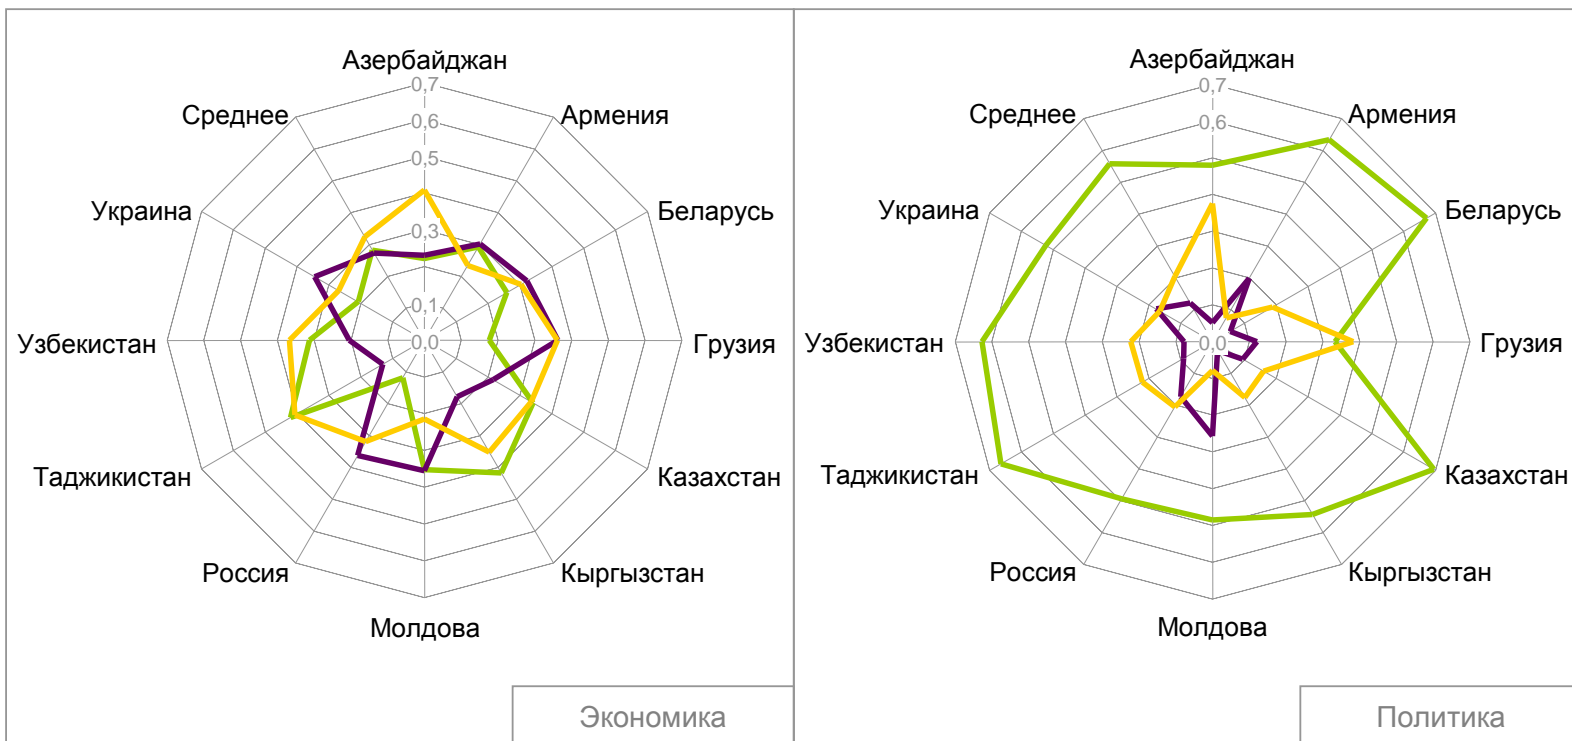 Азербайджан
0,7
0,6
0,5
0,3
0,1
0,0
Армения
Беларусь
Грузия
Казахстан
Кыргызстан
Молдова
Россия
Таджикистан
Узбекистан
Украина
Среднее
Экономика
Азербайджан
0,7
0,6
0,0
Армения
Беларусь
Грузия
Казахстан
Кыргызстан
Молдова
Россия
Таджикистан
Узбекистан
Украина
Среднее
Политика